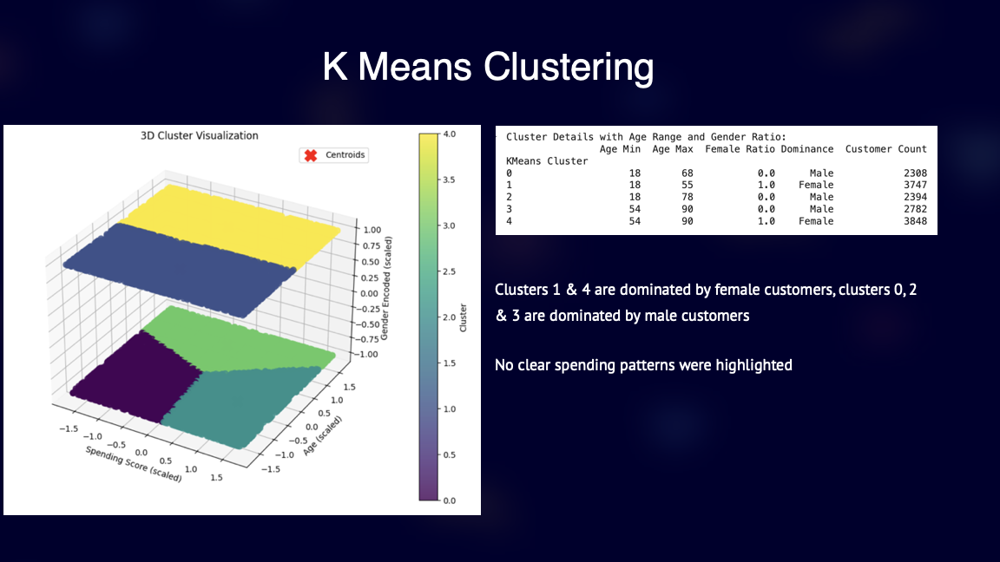 K Means Clustering
3D Cluster Visualization
Centroids
4.0
3.5
3.0
2.5
2.0
1.5
1.0
0.5
0.0
Cluster
1.00
0.75
0.50
0.25
0.00
−0.25
−0.50
−0.75
−1.00
Gender Encoded (scaled)
1.5
1.0
0.5
0.0
−0.5
−1.0
−1.5
Age (scaled)
−1.5
−1.0
−0.5
0.0
0.5
1.0
1.5
Spending Score (scaled)
Cluster Details with Age Range and Gender Ratio:
Age Min Age Max Female Ratio Dominance Customer Count
KMeans Cluster
0 18 68 0.0 Male 2308
1 18 55 1.0 Female 3747
2 18 78 0.0 Male 2394
3 54 90 0.0 Male 2782
4 54 90 1.0 Female 3848
Clusters 1 & 4 are dominated by female customers, clusters 0, 2
& 3 are dominated by male customers
No clear spending patterns were highlighted